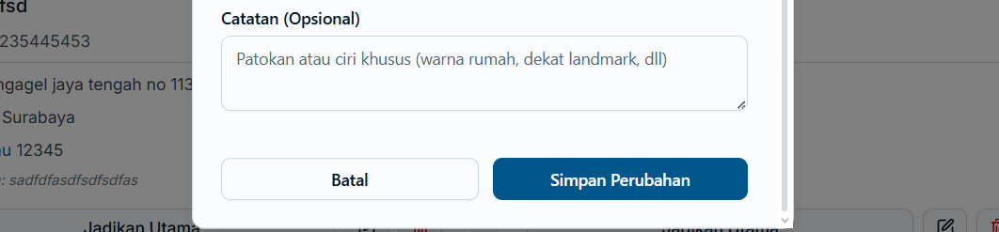 fsd
Catatan (Opsional)
235445453
Patokan atau ciri khusus (warna rumah, dekat landmark, dll)
ngagel jaya tengah no 113
Surabaya
au 12345
: sadfdfasdfsdfsdfas
Batal
Simpan Perubahan
Jadikan Utama
Jadikan Utama